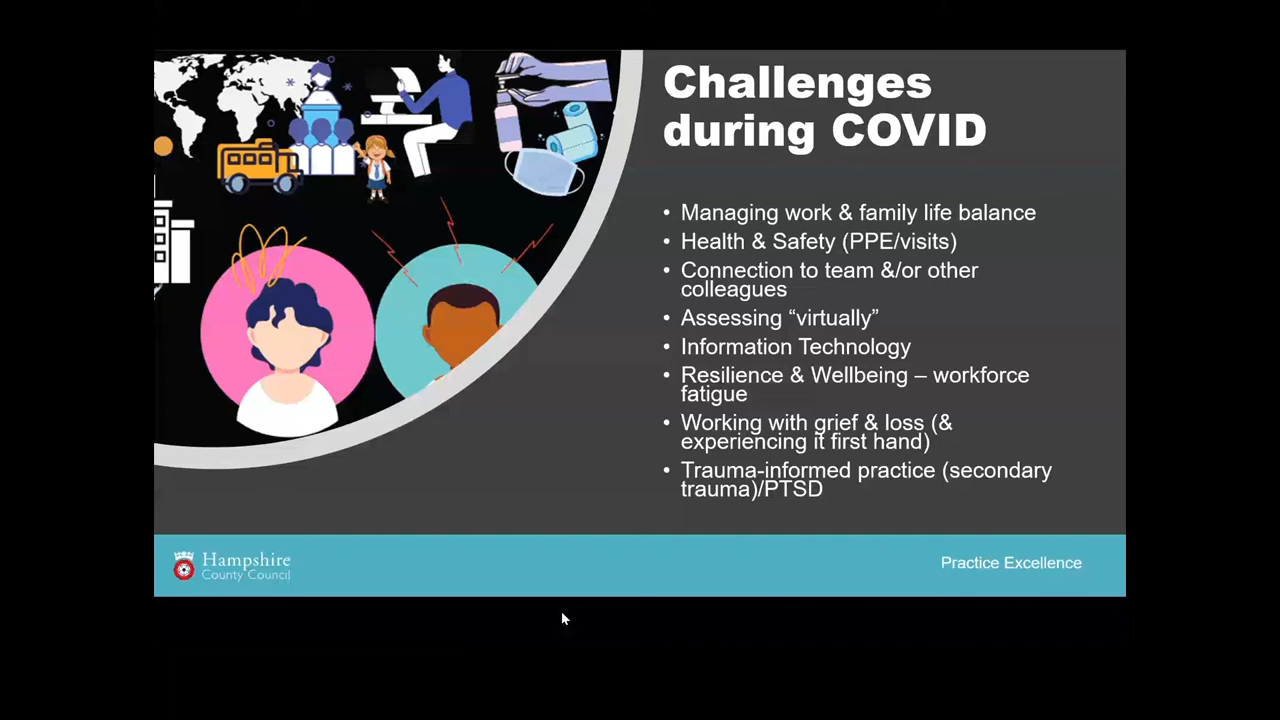 Challenges
during COVID
• Managing work & family life balance
• Health & Safety (PPE/visits)
• Connection to team &/or other
colleagues
• Assessing “virtually”
• Information Technology
• Resilience & Wellbeing – workforce
fatigue
• Working with grief & loss (&
experiencing it first hand)
• Trauma-informed practice (secondary
trauma)/PTSD
Hampshire
County Council
Practice Excellence